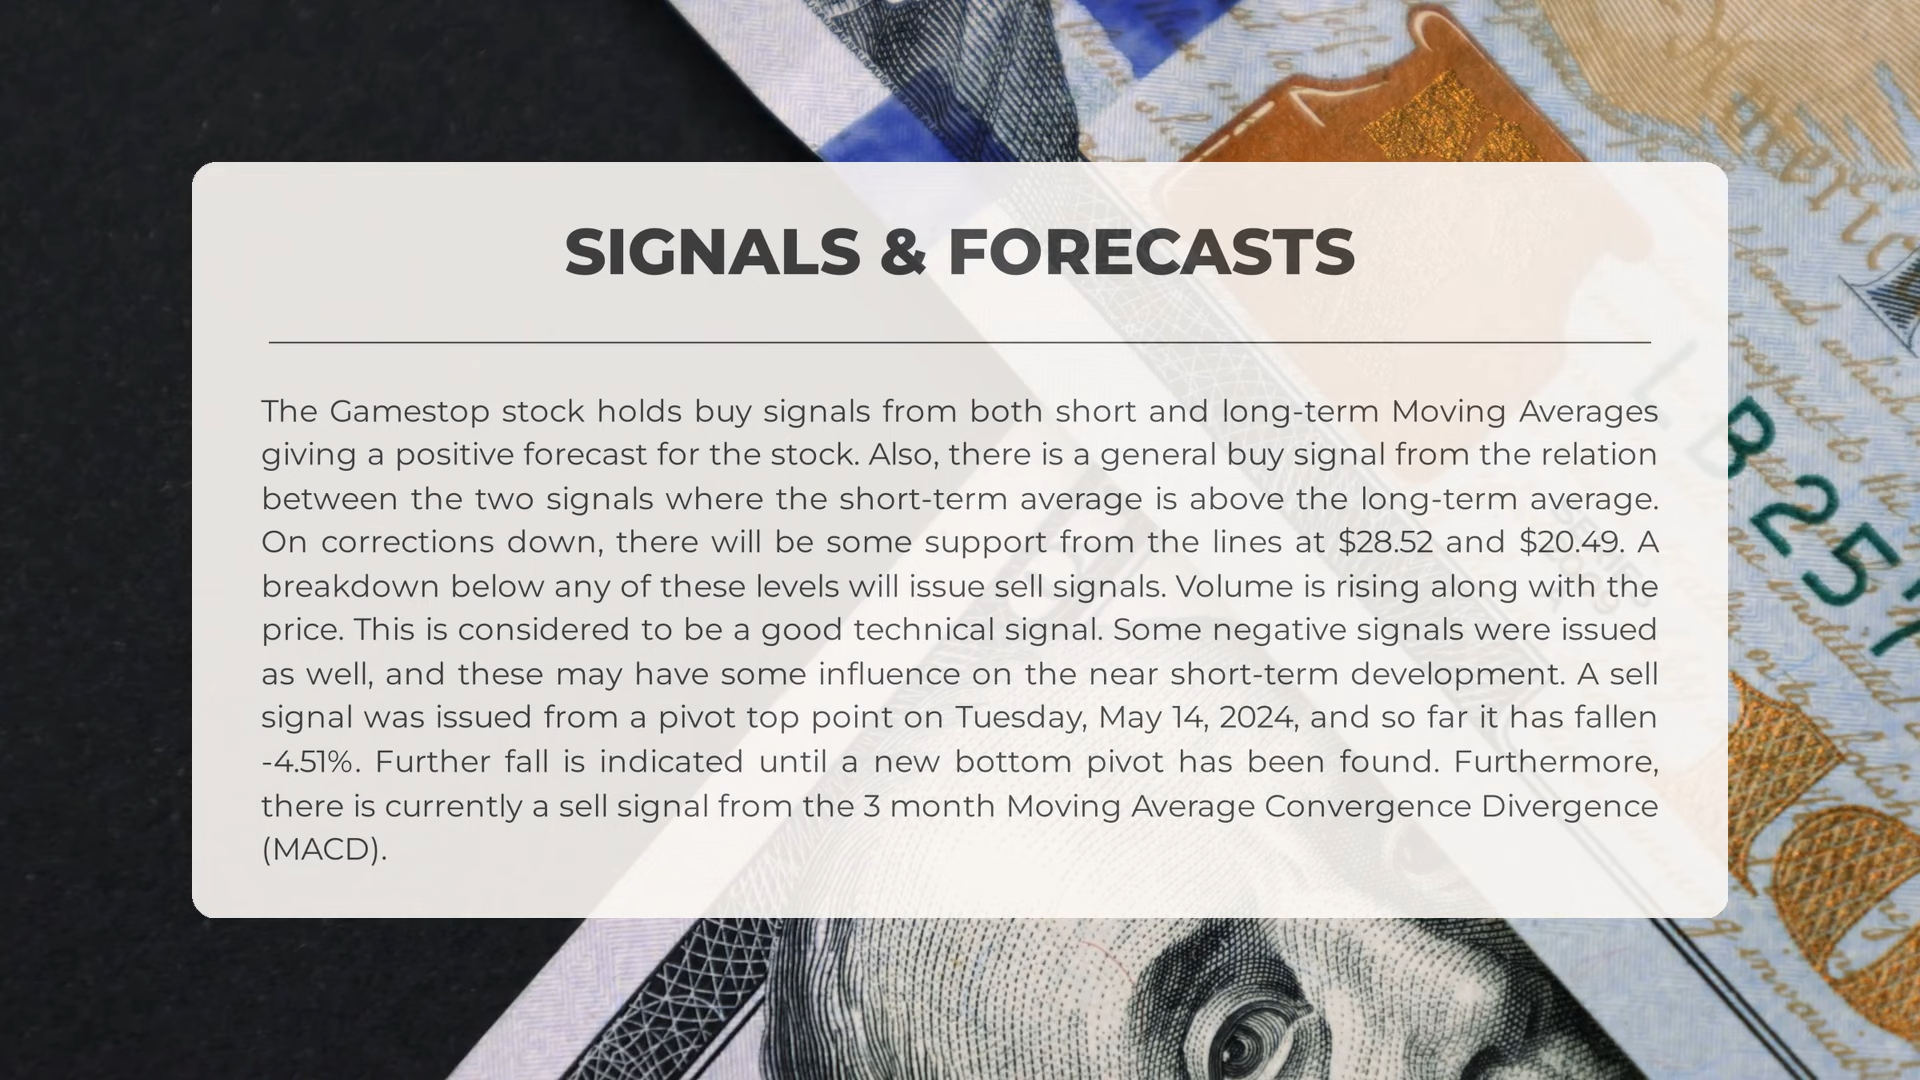 SIGNALS & FORECASTS
The Gamestop stock holds buy signals from both short and long-term Moving Averages
giving a positive forecast for the stock. Also, there is a general buy signal from the relation
between the two signals where the short-term average is above the long-term average.
On corrections down, there will be some support from the lines at $28.52 and $20.49. A
breakdown below any of these levels will issue sell signals. Volume is rising along with the
price. This is considered to be a good technical signal. Some negative signals were issued
as well, and these may have some influence on the near short-term development. A sell
signal was issued from a pivot top point on Tuesday, May 14, 2024, and so far it has fallen
-4.51%. Further fall is indicated until a new bottom pivot has been found. Furthermore,
there is currently a sell signal from the 3 month Moving Average Convergence Divergence
(MACD).